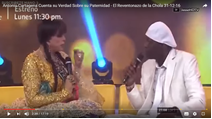 Antonio Cartagena Cuenta su Verdad Sobre su Paternidad - El Reventonazo de la Chola 31-12-16
Estreno
Lunes 11:30 pm.